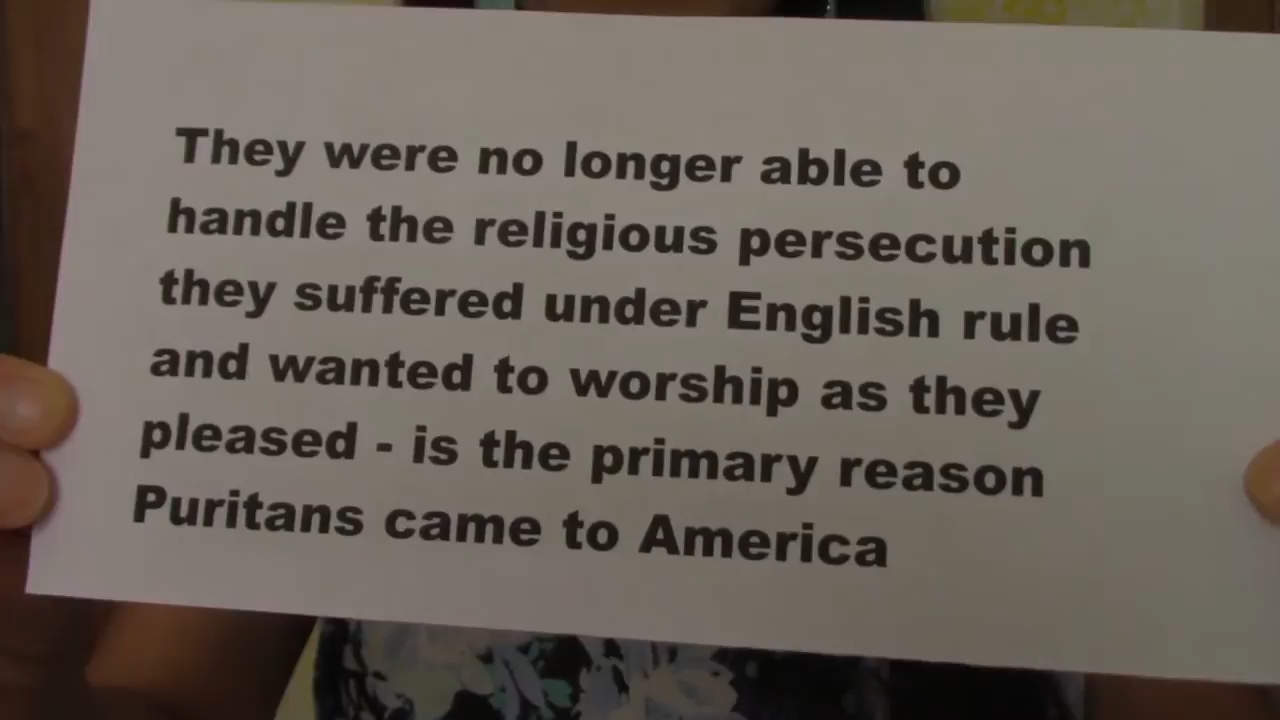 They were no longer able to
handle the religious persecution
they suffered under English rule
and wanted to worship as they
pleased - is the primary reason
Puritans came to America